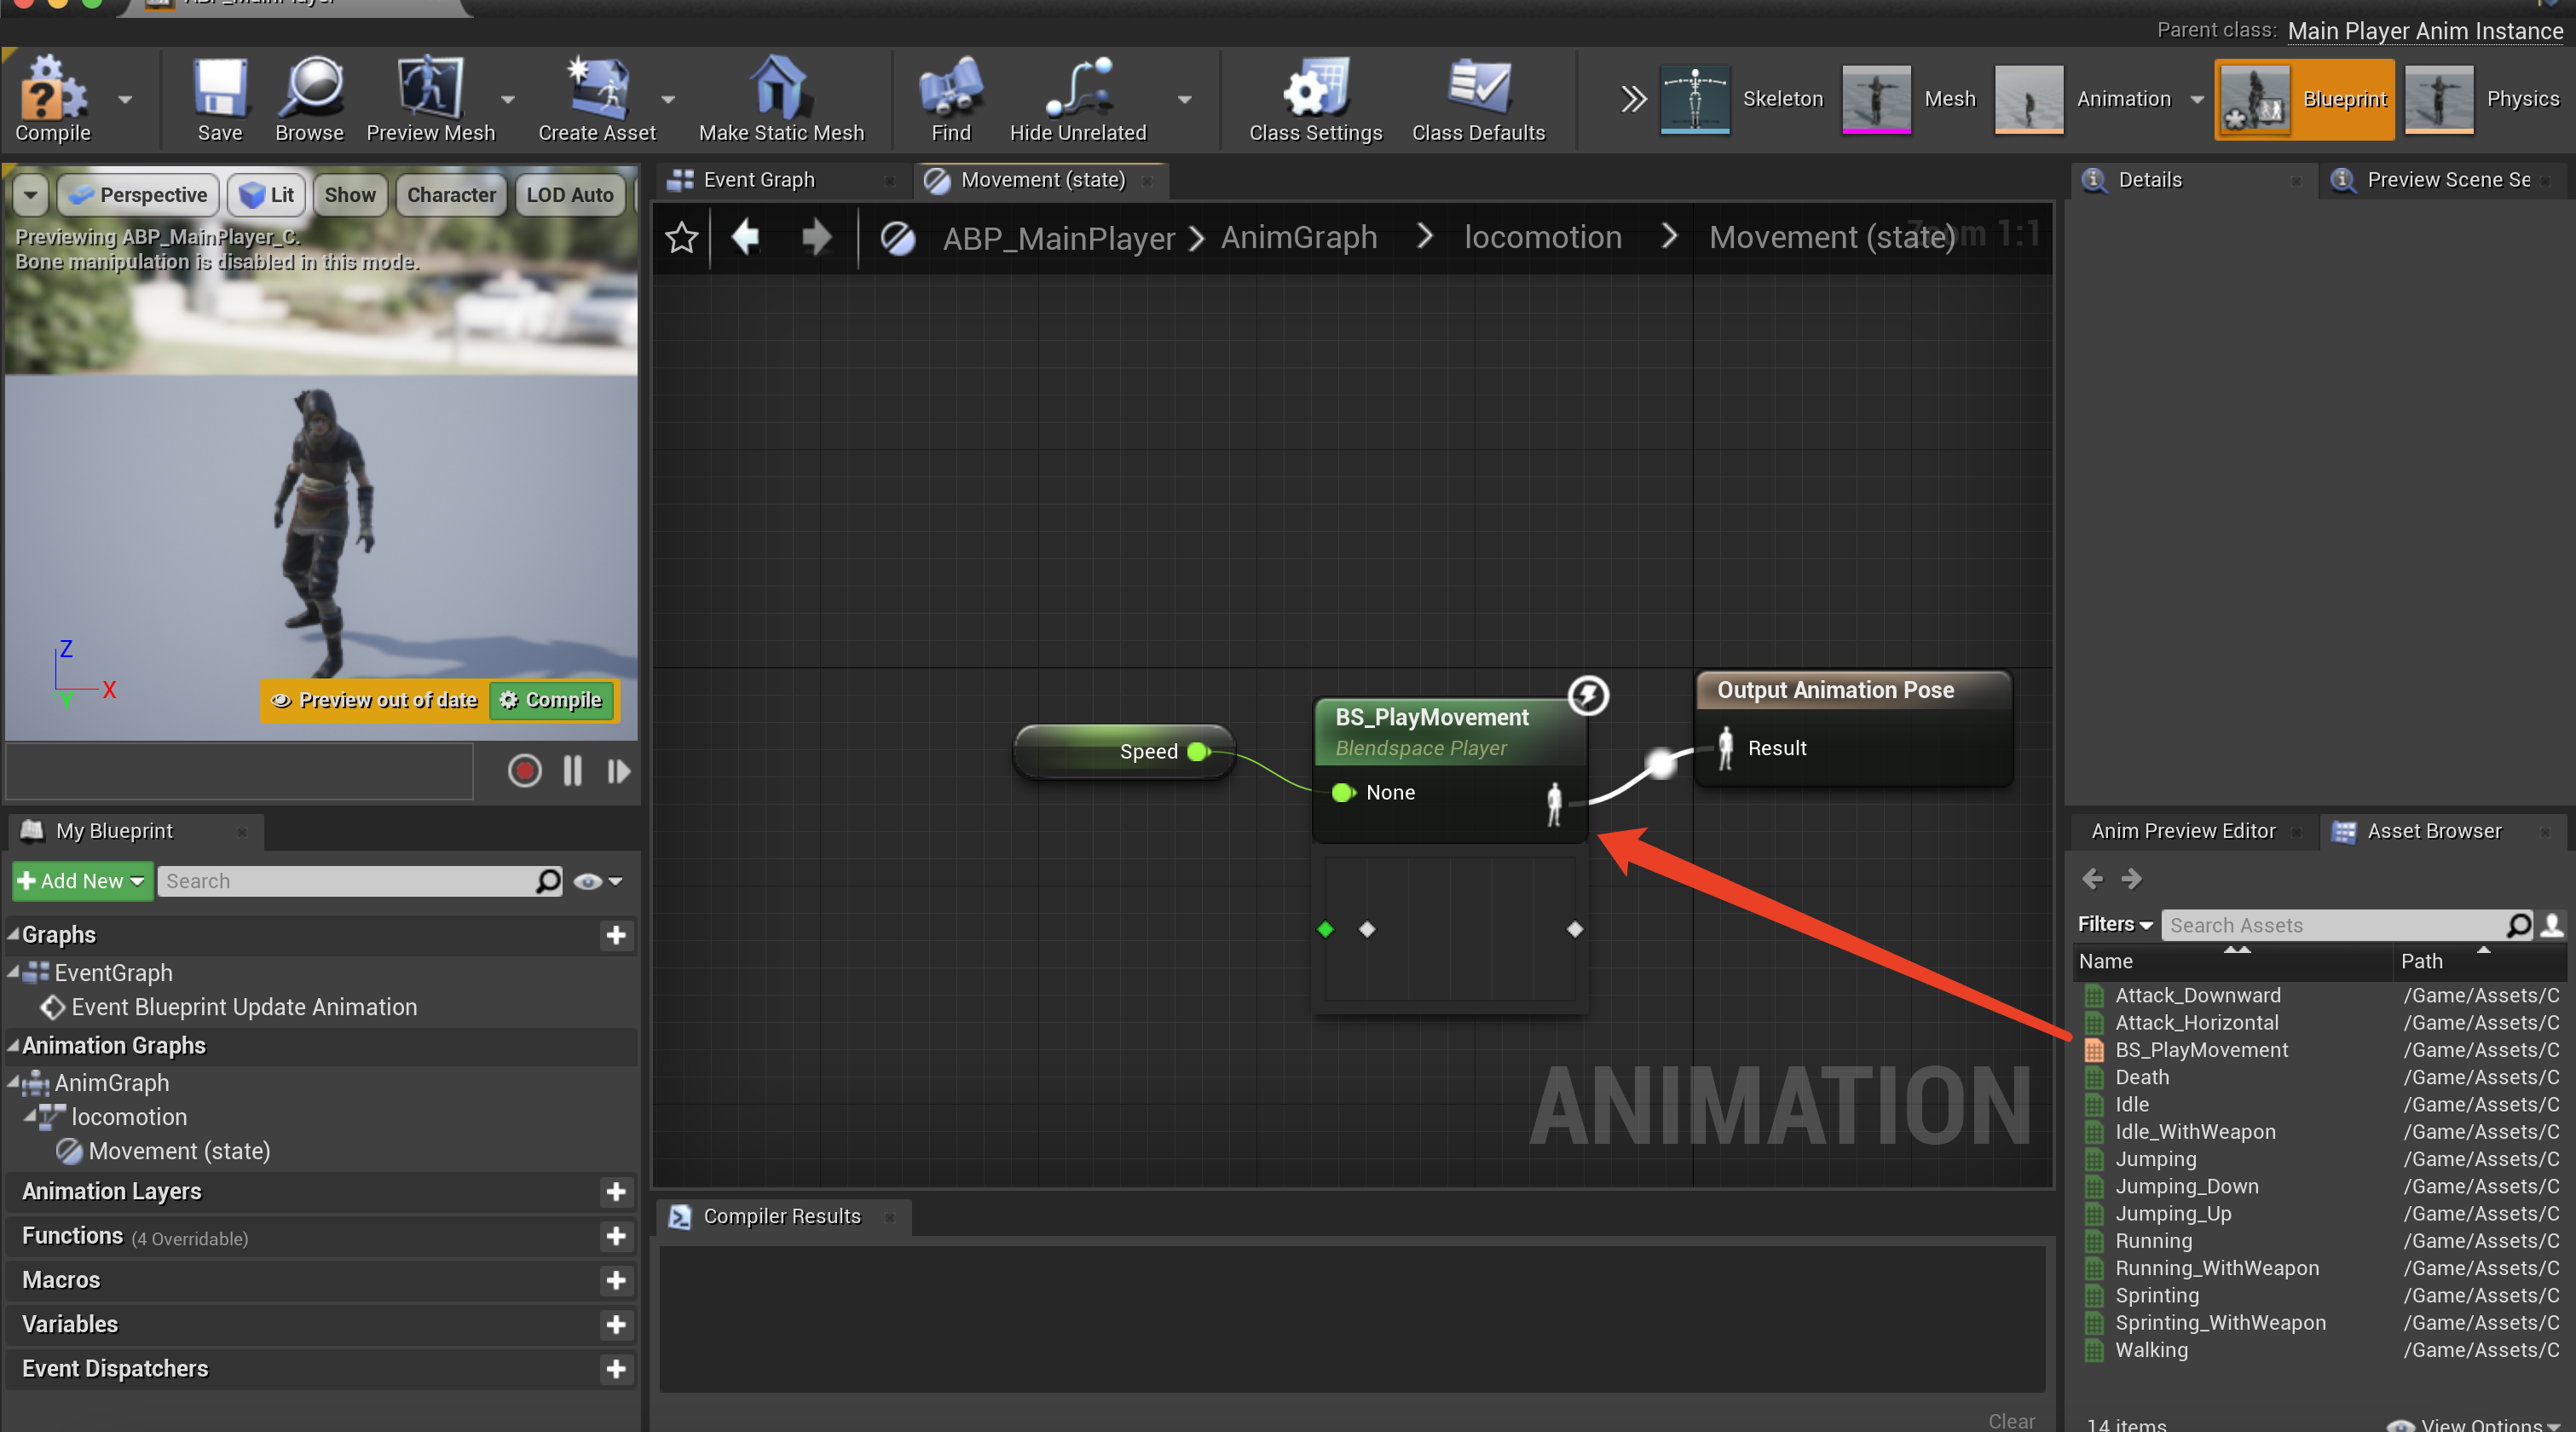 Parent class: Main Player Anim Instance
Compile
Save
Browse
Preview Mesh
Create Asset
Make Static Mesh
Find
Hide Unrelated
Class Settings
Class Defaults
Skeleton
Mesh
Animation
Blueprint
Physics
Perspective
Lit
Show
Character
LOD Auto
Previewing ABP_MainPlayer_C.
Bone manipulation is disabled in this mode.
Z
X
Y
Preview out of date
Compile
My Blueprint
Add New
Search
Graphs
EventGraph
Event Blueprint Update Animation
Animation Graphs
AnimGraph
locomotion
Movement (state)
Animation Layers
Functions (4 Overridable)
Macros
Variables
Event Dispatchers
Event Graph
Movement (state)
ABP_MainPlayer > AnimGraph > locomotion > Movement (state)
Zoom 1:1
Speed
BS_PlayMovement
Blendspace Player
None
Output Animation Pose
Result
ANIMATION
Compiler Results
Clear
Details
Preview Scene Se
Anim Preview Editor
Asset Browser
Filters
Search Assets
Name Path
Attack_Downward /Game/Assets/C
Attack_Horizontal /Game/Assets/C
BS_PlayMovement /Game/Assets/C
Death /Game/Assets/C
Idle /Game/Assets/C
Idle_WithWeapon /Game/Assets/C
Jumping /Game/Assets/C
Jumping_Down /Game/Assets/C
Jumping_Up /Game/Assets/C
Running /Game/Assets/C
Running_WithWeapon /Game/Assets/C
Sprinting /Game/Assets/C
Sprinting_WithWeapon /Game/Assets/C
Walking /Game/Assets/C
14 items
View Options